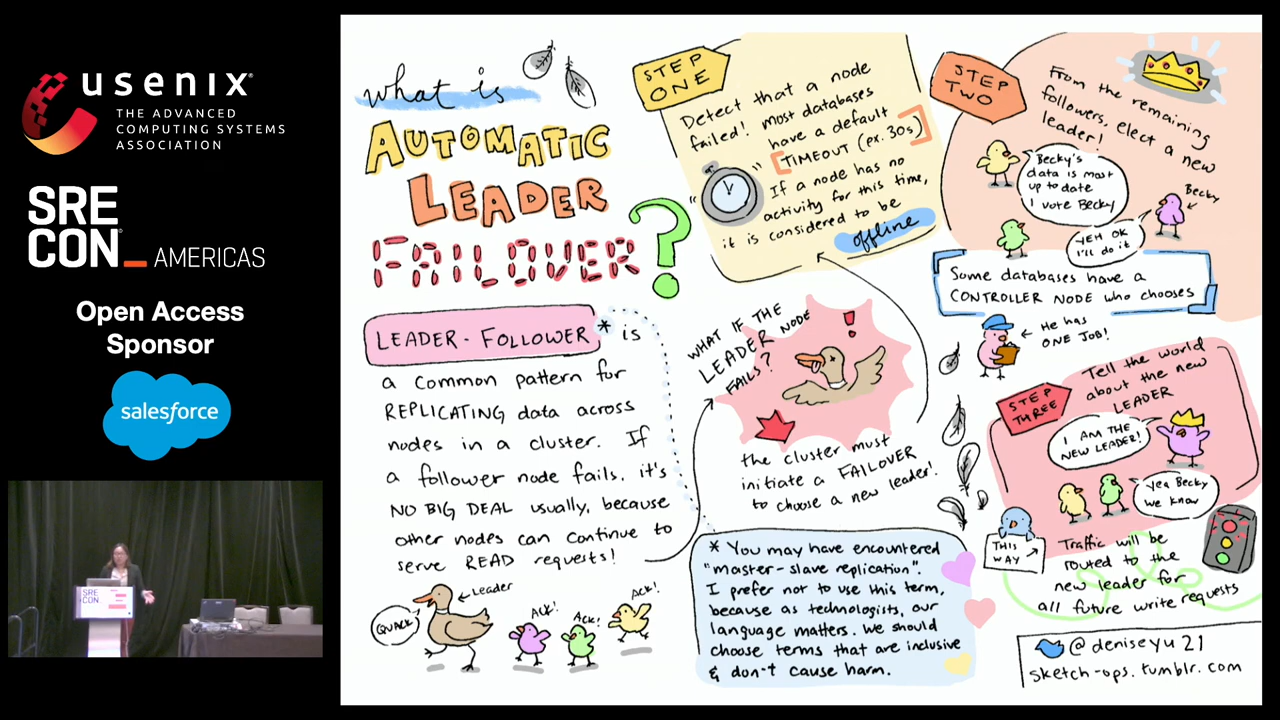 usenix
THE ADVANCED
COMPUTING SYSTEMS
ASSOCIATION
SRE
CON_AMERICAS
Open Access
Sponsor
salesforce
SRE
CON
what is
AUTOMATIC
LEADER
FAILOVER?
LEADER-FOLLOWER * is
a common pattern for
REPLICATING data across
nodes in a cluster. If
a follower node fails, it's
NO BIG DEAL usually, because
other nodes can continue to
serve READ requests!
QUACK!
Leader
ACK!
ACK!
ACK!
WHAT IF THE
LEADER NODE
FAILS?
!
the cluster must
initiate a FAILOVER
to choose a new leader!
STEP
ONE
Detect that a node
failed! most databases
have a default
[TIMEOUT (ex. 30s)]
" If a node has no
activity for this time,
it is considered to be
offline
"
STEP
TWO
From the remaining
followers, elect a new
leader!
Becky's
data is most
up to date
I vote Becky
Becky
YEH OK
I'LL do it
Some databases have a
CONTROLLER NODE who chooses
He has
ONE JOB!
STEP
THREE
Tell the world
about the new
LEADER
I AM THE
NEW LEADER!
yea Becky
we know
THIS
WAY
Traffic will be
routed to the
new leader for
all future write requests
* You may have encountered
"master-slave replication".
I prefer not to use this term,
because as technologists, our
language matters. We should
choose terms that are inclusive
& don't cause harm.
@deniseyu21
sketch-ops.tumblr.com